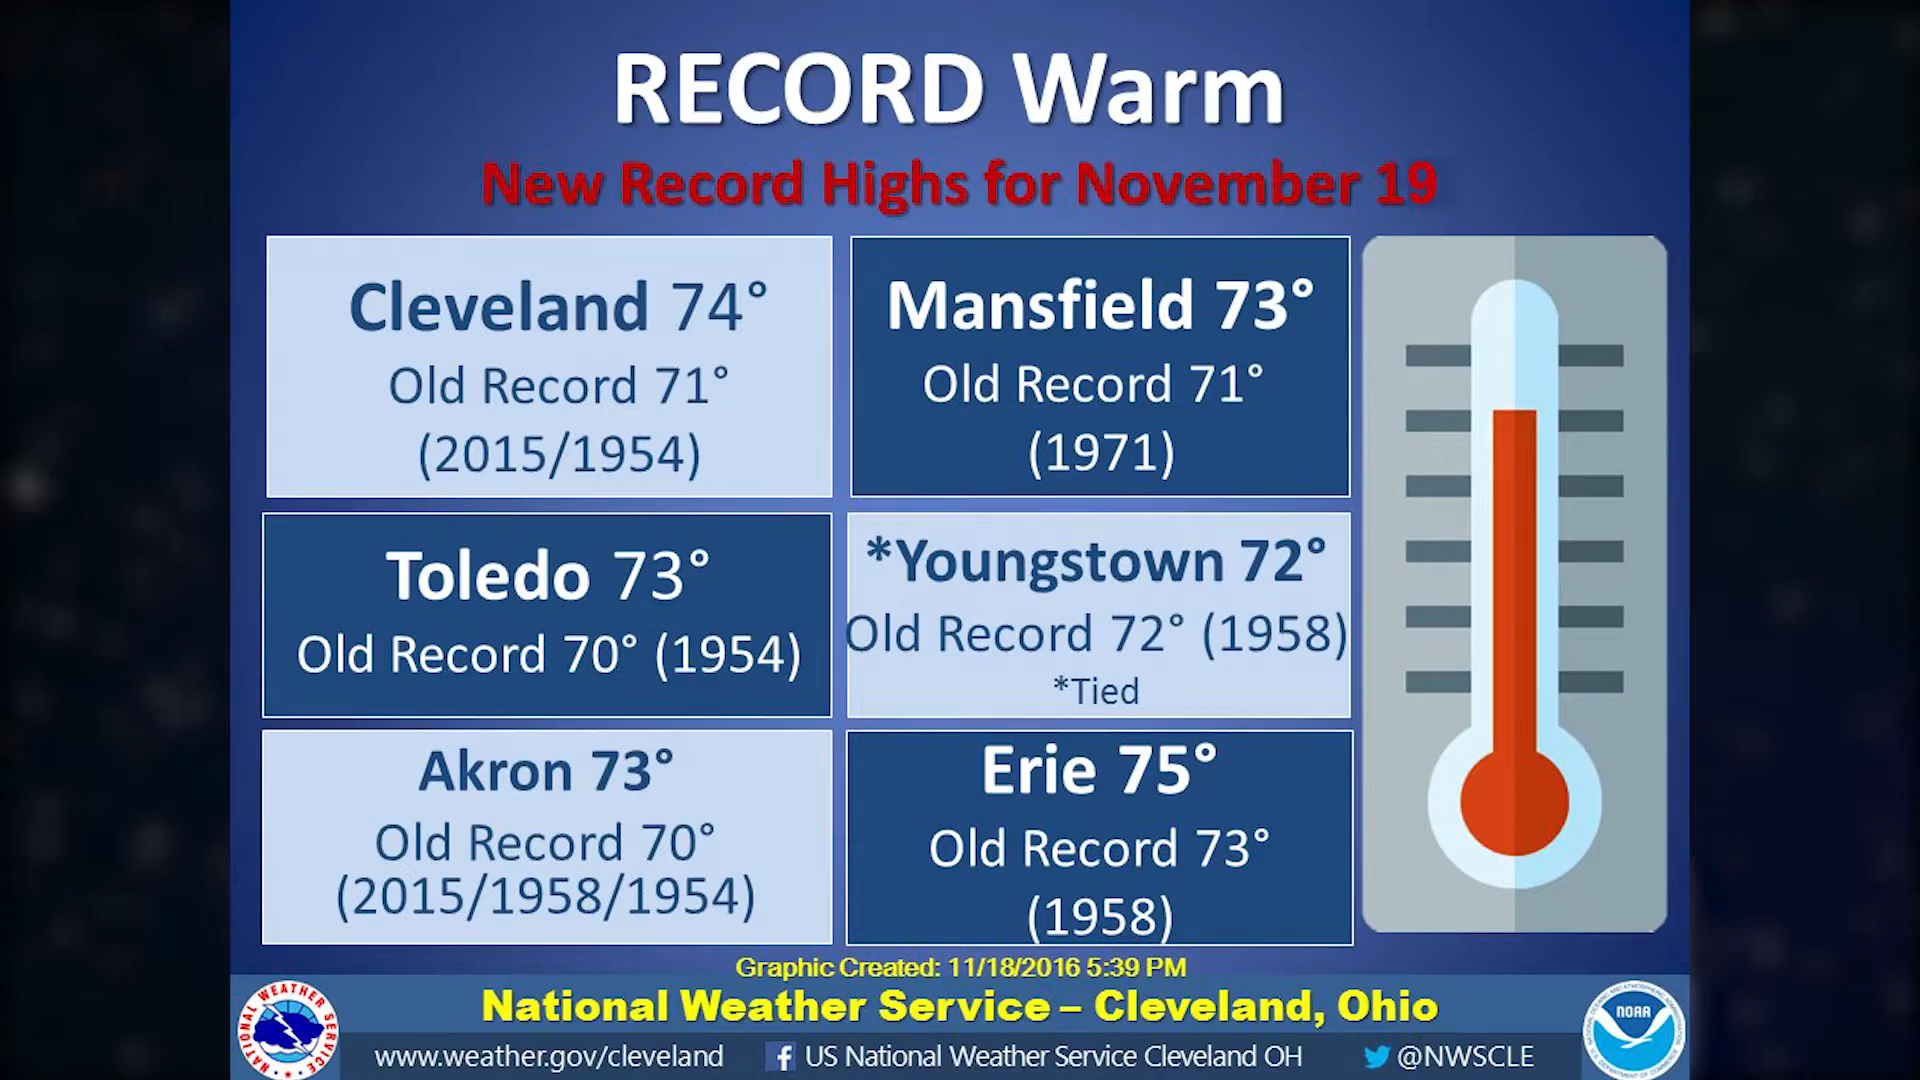 RECORD Warm
New Record Highs for November 19
Cleveland 74°
Old Record 71°
(2015/1954)
Mansfield 73°
Old Record 71°
(1971)
Toledo 73°
Old Record 70° (1954)
*Youngstown 72°
Old Record 72° (1958)
*Tied
Akron 73°
Old Record 70°
(2015/1958/1954)
Erie 75°
Old Record 73°
(1958)
Graphic Created: 11/18/2016 5:39 PM
National Weather Service – Cleveland, Ohio
www.weather.gov/cleveland
US National Weather Service Cleveland OH
@NWSCLE
NATIONAL WEATHER SERVICE
NOAA